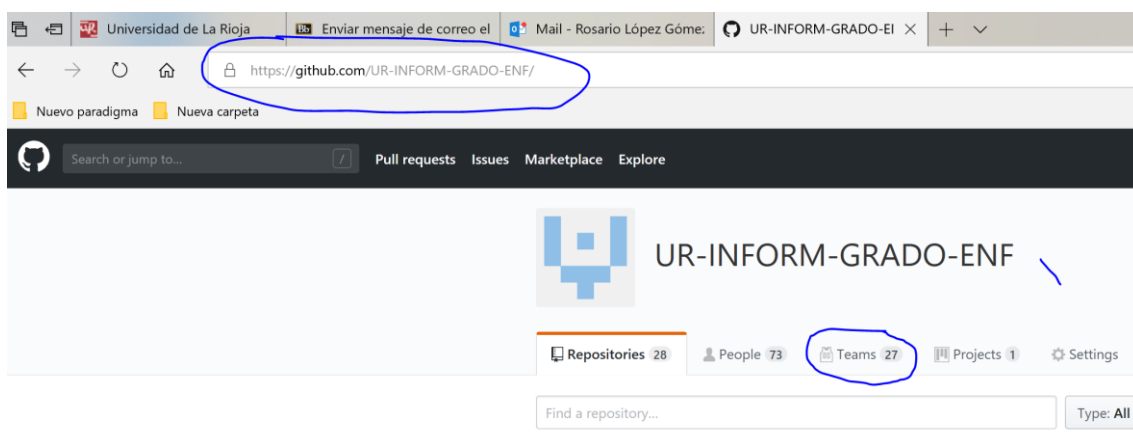 Universidad de La Rioja
Bb Enviar mensaje de correo el
Mail - Rosario López Góme:
UR-INFORM-GRADO-EI
https://github.com/UR-INFORM-GRADO-ENF/
Nuevo paradigma Nueva carpeta
Search or jump to... / Pull requests Issues Marketplace Explore
UR-INFORM-GRADO-ENF
Repositories 28 People 73 Teams 27 Projects 1 Settings
Find a repository... Type: All